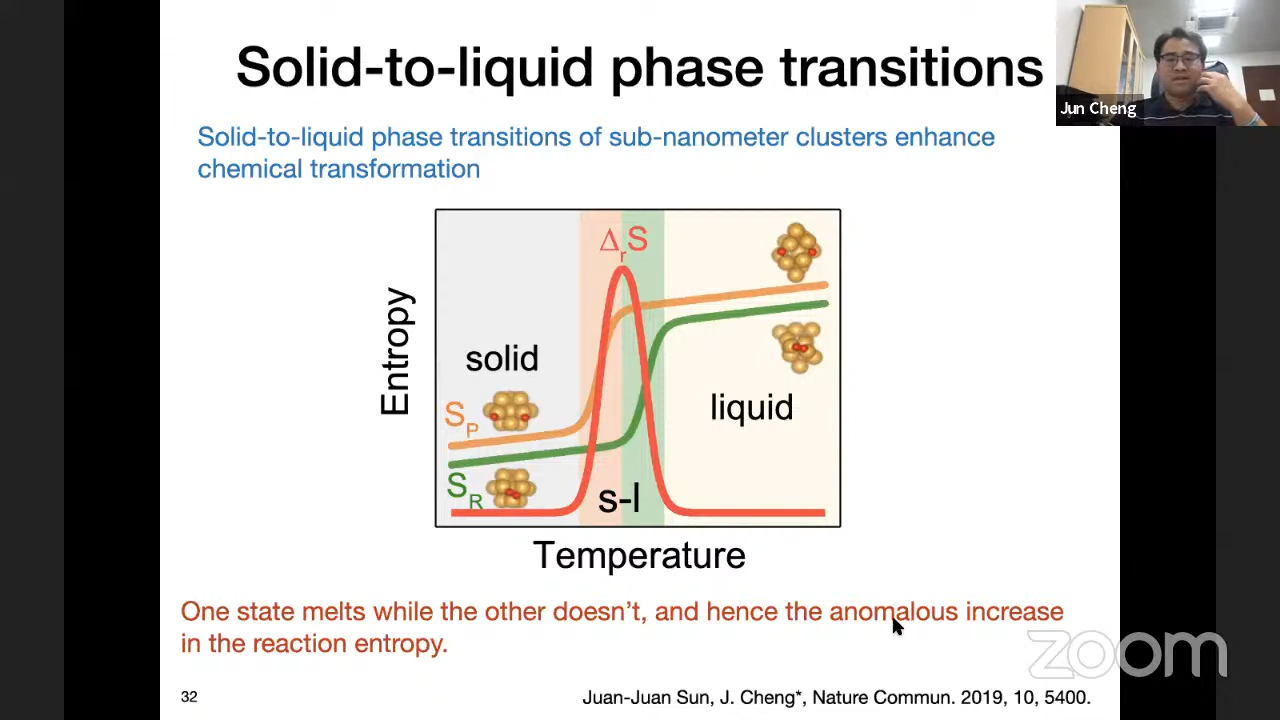 Solid-to-liquid phase transitions
Jun Cheng
Solid-to-liquid phase transitions of sub-nanometer clusters enhance
chemical transformation
ΔrS
Entropy
solid
liquid
SP
SR
s-l
Temperature
One state melts while the other doesn't, and hence the anomalous increase
in the reaction entropy.
zoom
32
Juan-Juan Sun, J. Cheng*, Nature Commun. 2019, 10, 5400.